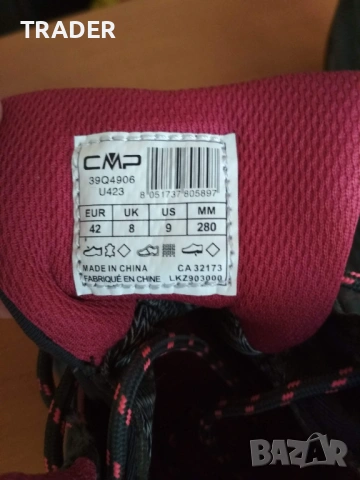 TRADER
CMP
39Q4906
U423
8 051737 805897
EUR UK US MM
42 8 9 280
MADE IN CHINA CA 32173
FABRIQUÉ EN CHINE LKZ903000
BAZAR